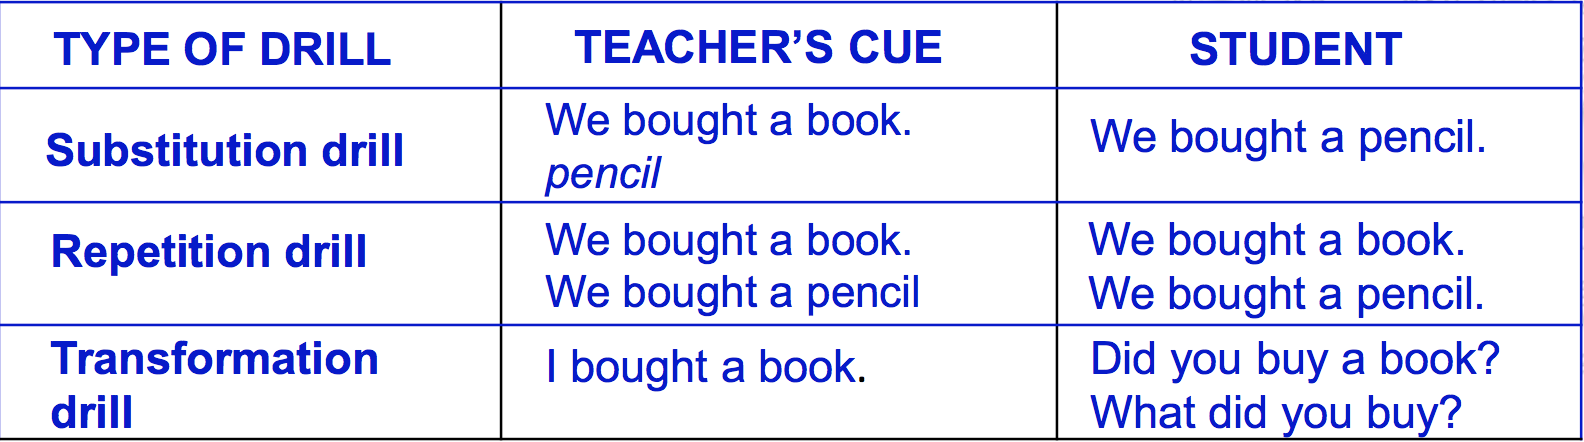 TYPE OF DRILL
TEACHER’S CUE
STUDENT
Substitution drill
We bought a book.
pencil
We bought a pencil.
Repetition drill
We bought a book.
We bought a pencil
We bought a book.
We bought a pencil.
Transformation
drill
I bought a book.
Did you buy a book?
What did you buy?